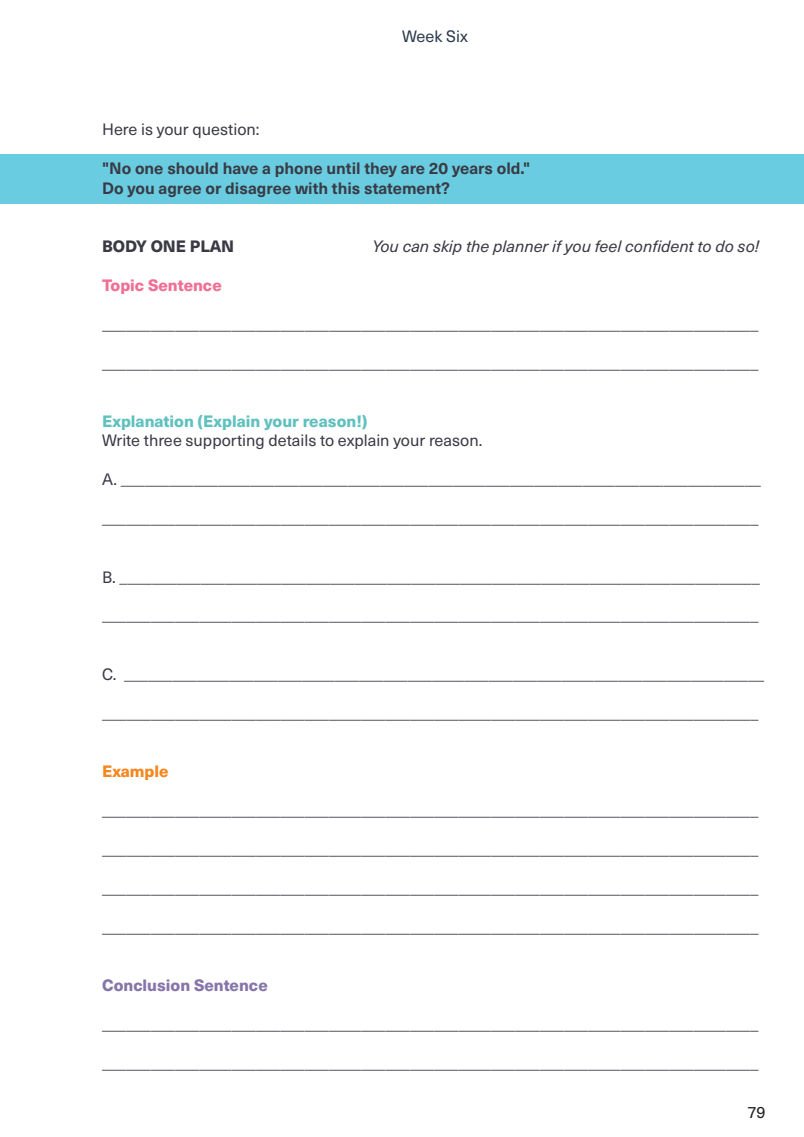 Week Six
Here is your question:
"No one should have a phone until they are 20 years old."
Do you agree or disagree with this statement?
BODY ONE PLAN You can skip the planner if you feel confident to do so!
Topic Sentence
Explanation (Explain your reason!)
Write three supporting details to explain your reason.
A.
B.
C.
Example
Conclusion Sentence
79